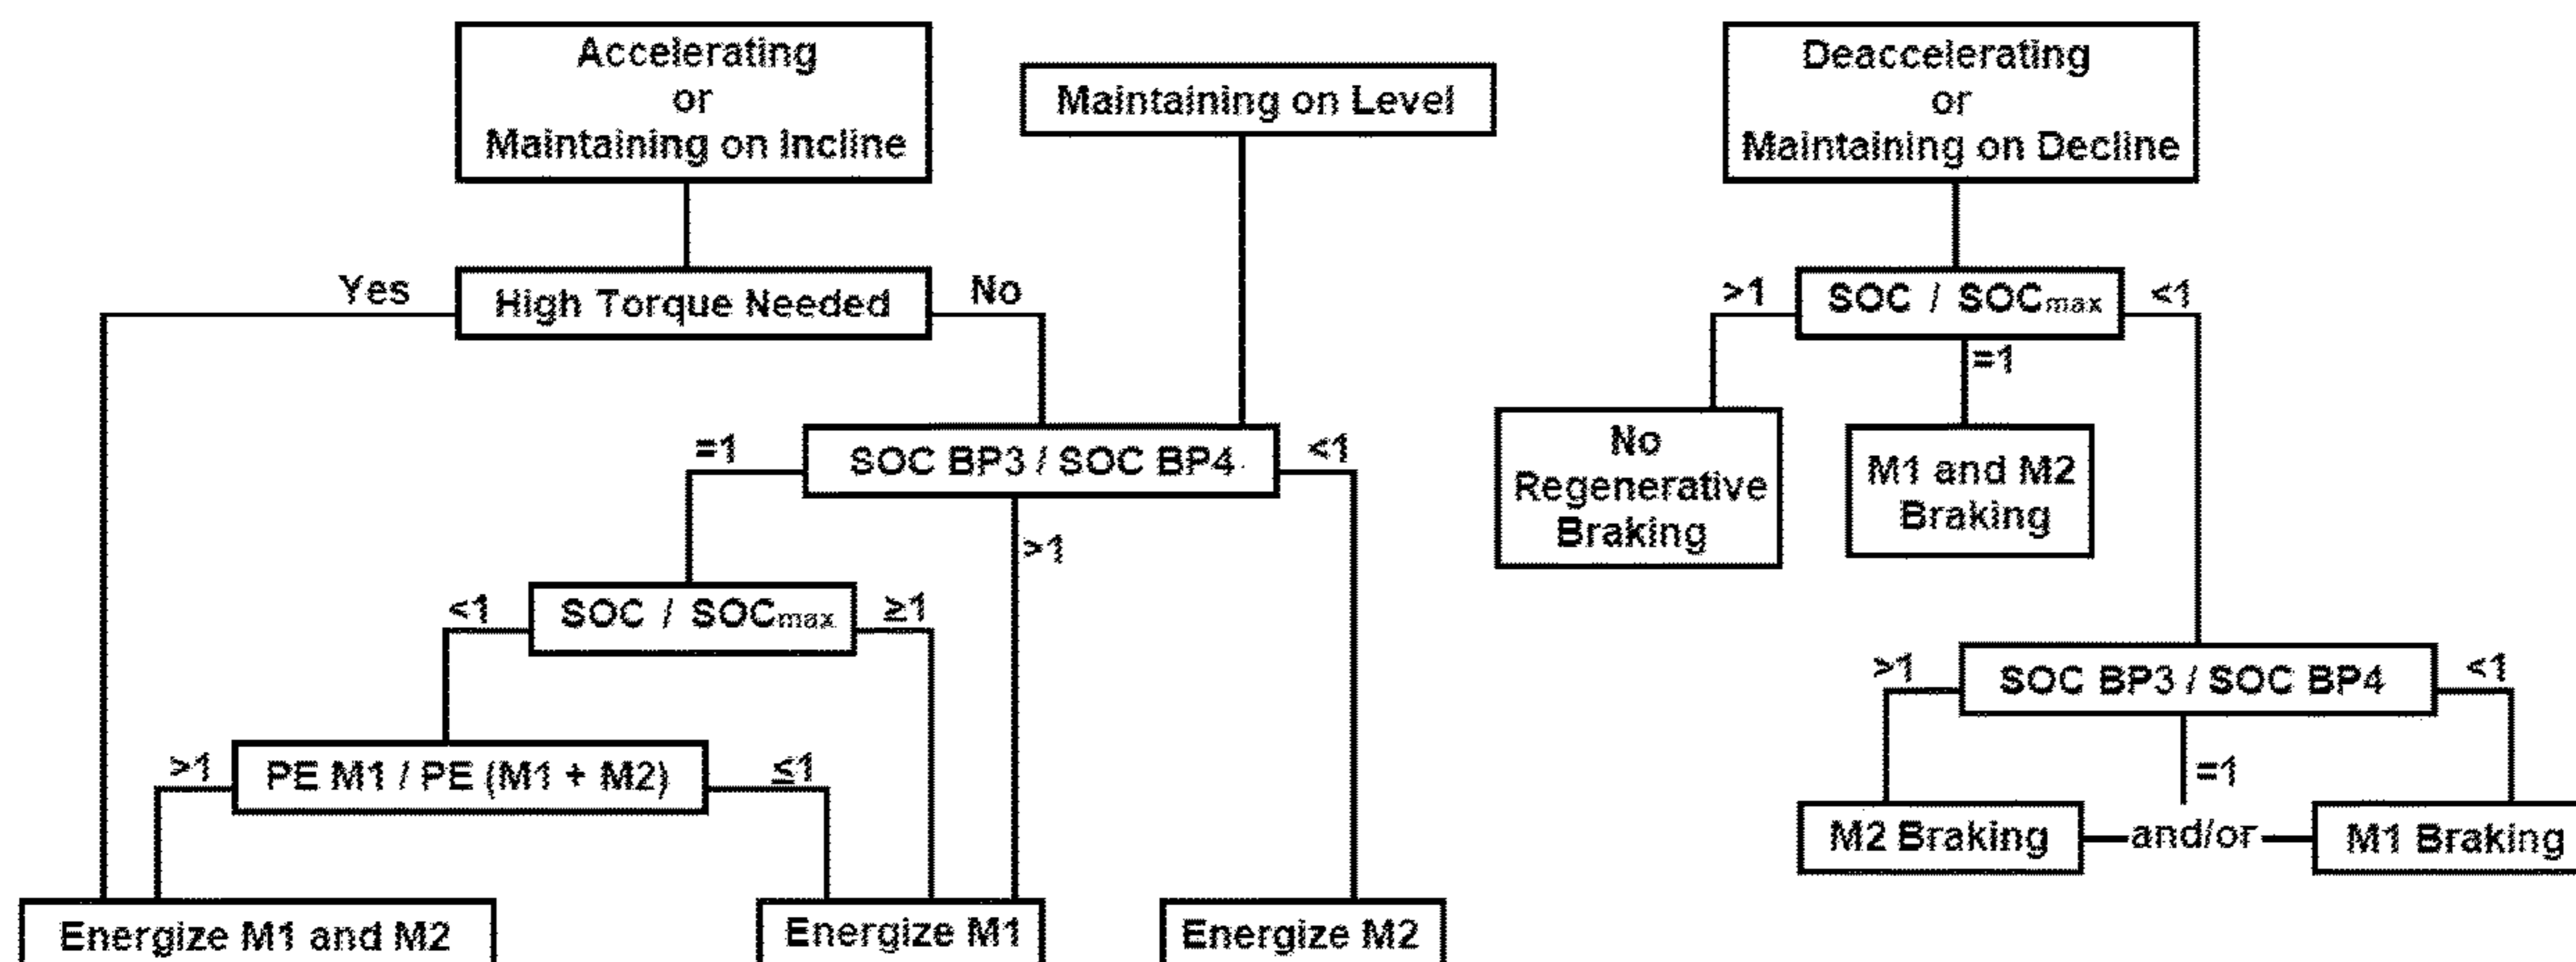 Accelerating
or
Maintaining on Incline
Maintaining on Level
Deaccelerating
or
Maintaining on Decline
Yes
High Torque Needed
No
>1
SOC / SOCmax
<1
=1
=1
SOC BP3 / SOC BP4
<1
>1
No
Regenerative
Braking
M1 and M2
Braking
<1
SOC / SOCmax
≥1
>1
SOC BP3 / SOC BP4
<1
=1
>1
PE M1 / PE (M1 + M2)
≤1
M2 Braking
and/or
M1 Braking
Energize M1 and M2
Energize M1
Energize M2